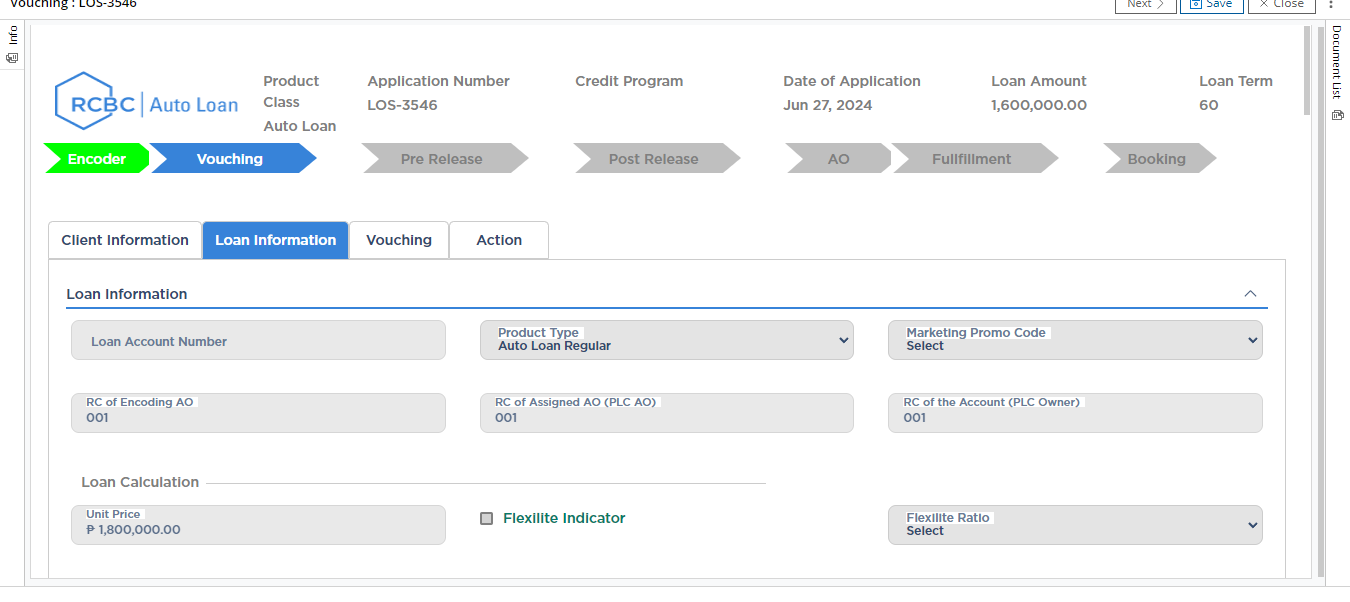 Vouching : LOS-3546
Next
Save
Close
Info
Document List
RCBC Auto Loan
Product Class
Auto Loan
Application Number
LOS-3546
Credit Program
Date of Application
Jun 27, 2024
Loan Amount
1,600,000.00
Loan Term
60
Encoder
Vouching
Pre Release
Post Release
AO
Fullfillment
Booking
Client Information
Loan Information
Vouching
Action
Loan Information
Loan Account Number
Product Type
Auto Loan Regular
Marketing Promo Code
Select
RC of Encoding AO
001
RC of Assigned AO (PLC AO)
001
RC of the Account (PLC Owner)
001
Loan Calculation
Unit Price
₱ 1,800,000.00
Flexilite Indicator
Flexilite Ratio
Select